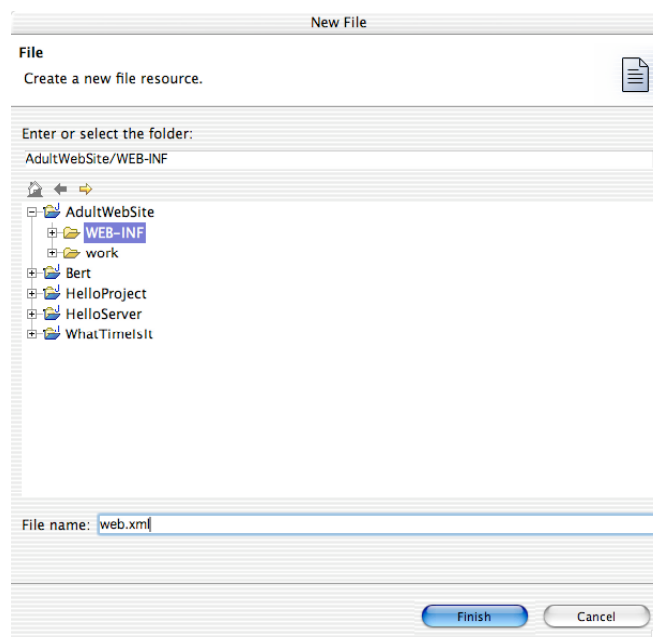 New File
File
Create a new file resource.
Enter or select the folder:
AdultWebSite/WEB-INF
AdultWebSite
WEB-INF
work
Bert
HelloProject
HelloServer
WhatTimeIsIt
File name: web.xml
Finish Cancel